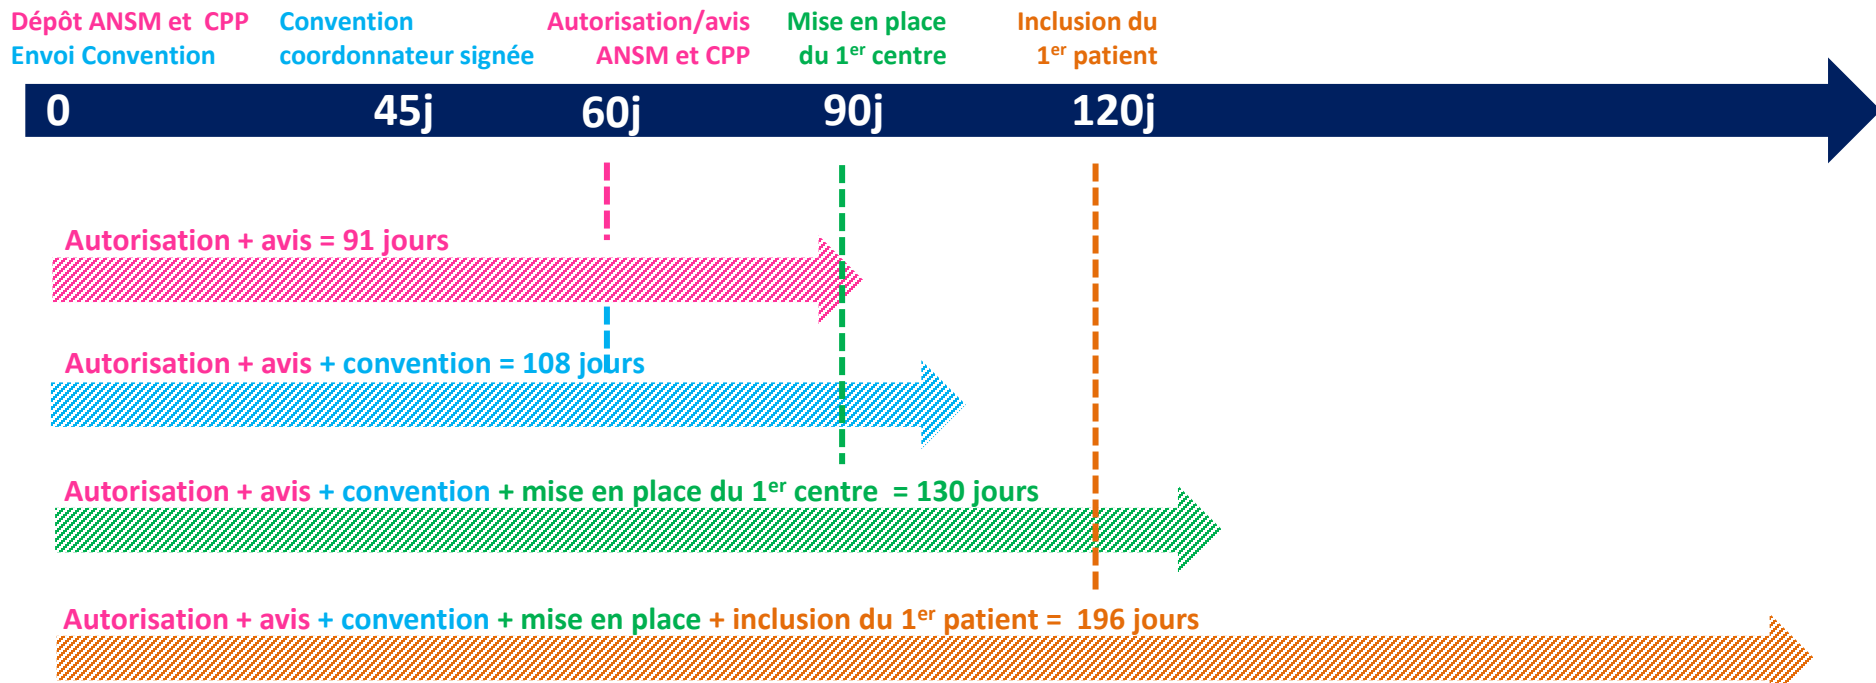 Dépôt ANSM et CPP
Envoi Convention
Convention
coordonnateur signée
Autorisation/avis
ANSM et CPP
Mise en place
du 1er centre
Inclusion du
1er patient
0
45j
60j
90j
120j
Autorisation + avis = 91 jours
Autorisation + avis + convention = 108 jours
Autorisation + avis + convention + mise en place du 1er centre = 130 jours
Autorisation + avis + convention + mise en place + inclusion du 1er patient = 196 jours